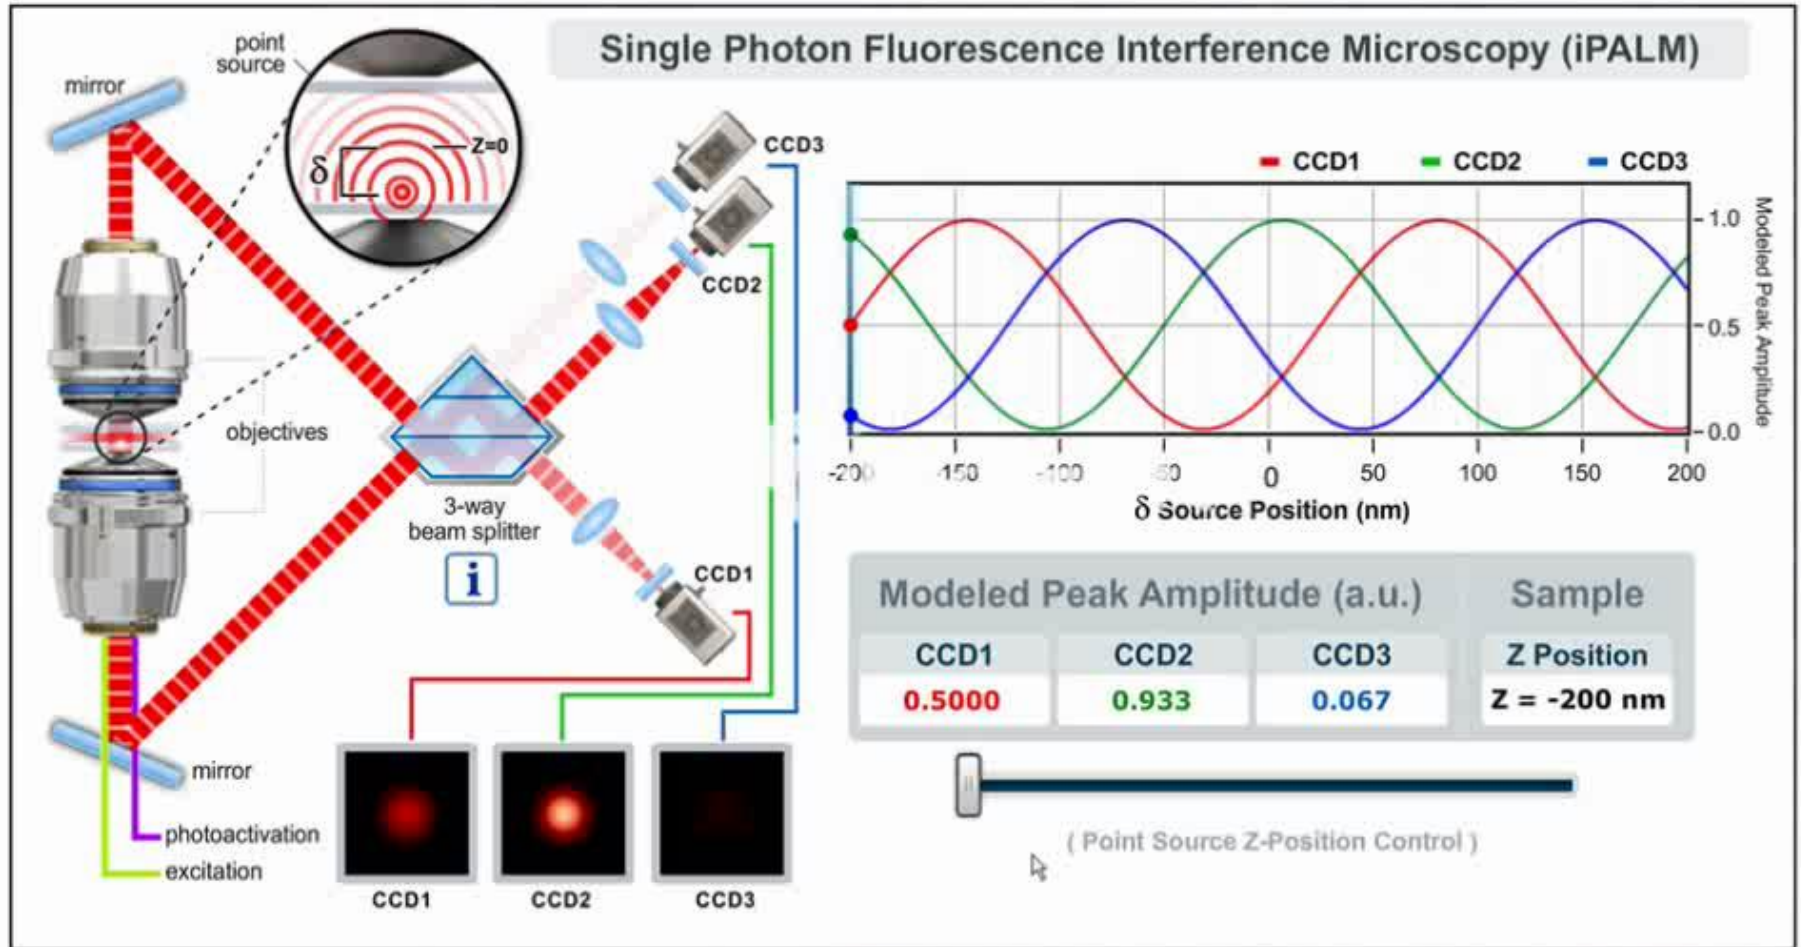 Single Photon Fluorescence Interference Microscopy (iPALM)
point
source
mirror
Z=0
δ
CCD3
CCD2
objectives
3-way
beam splitter
i
CCD1
mirror
photoactivation
excitation
CCD1
CCD2
CCD3
CCD1
CCD2
CCD3
1.0
0.5
0.0
Modeled Peak Amplitude
-200
-150
-100
-50
0
50
100
150
200
δ Source Position (nm)
Modeled Peak Amplitude (a.u.)
Sample
CCD1
CCD2
CCD3
Z Position
0.5000
0.933
0.067
Z = -200 nm
( Point Source Z-Position Control )